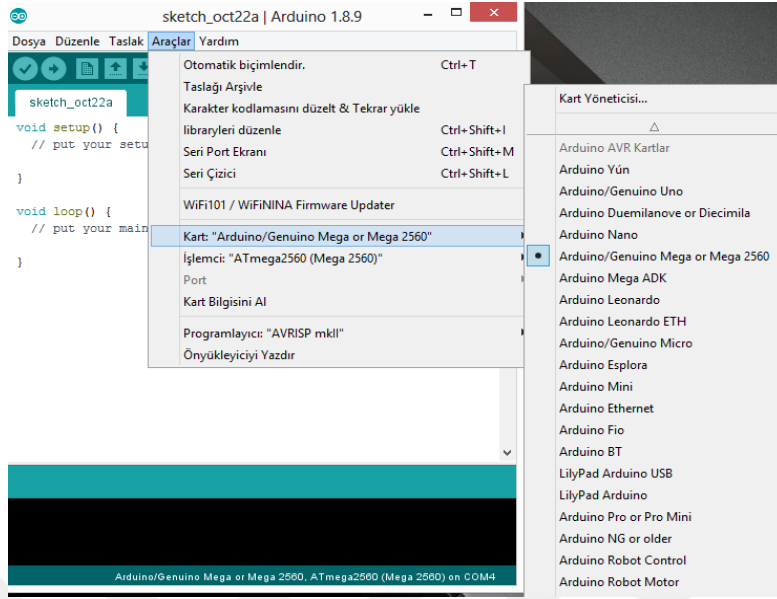 sketch_oct22a | Arduino 1.8.9
Dosya Düzenle Taslak Araçlar Yardım
sketch_oct22a
void setup() {
// put your setu
}
void loop() {
// put your main
}
Otomatik biçimlendir. Ctrl+T
Taslağı Arşivle
Karakter kodlamasını düzelt & Tekrar yükle
libraryleri düzenle Ctrl+Shift+I
Seri Port Ekranı Ctrl+Shift+M
Seri Çizici Ctrl+Shift+L
WiFi101 / WiFiNINA Firmware Updater
Kart: "Arduino/Genuino Mega or Mega 2560"
İşlemci: "ATmega2560 (Mega 2560)"
Port
Kart Bilgisini Al
Programlayıcı: "AVRISP mkII"
Önyükleyiciyi Yazdır
Kart Yöneticisi...
Arduino AVR Kartlar
Arduino Yún
Arduino/Genuino Uno
Arduino Duemilanove or Diecimila
Arduino Nano
Arduino/Genuino Mega or Mega 2560
Arduino Mega ADK
Arduino Leonardo
Arduino Leonardo ETH
Arduino/Genuino Micro
Arduino Esplora
Arduino Mini
Arduino Ethernet
Arduino Fio
Arduino BT
LilyPad Arduino USB
LilyPad Arduino
Arduino Pro or Pro Mini
Arduino NG or older
Arduino Robot Control
Arduino Robot Motor
Arduino/Genuino Mega or Mega 2560, ATmega2560 (Mega 2560) on COM4